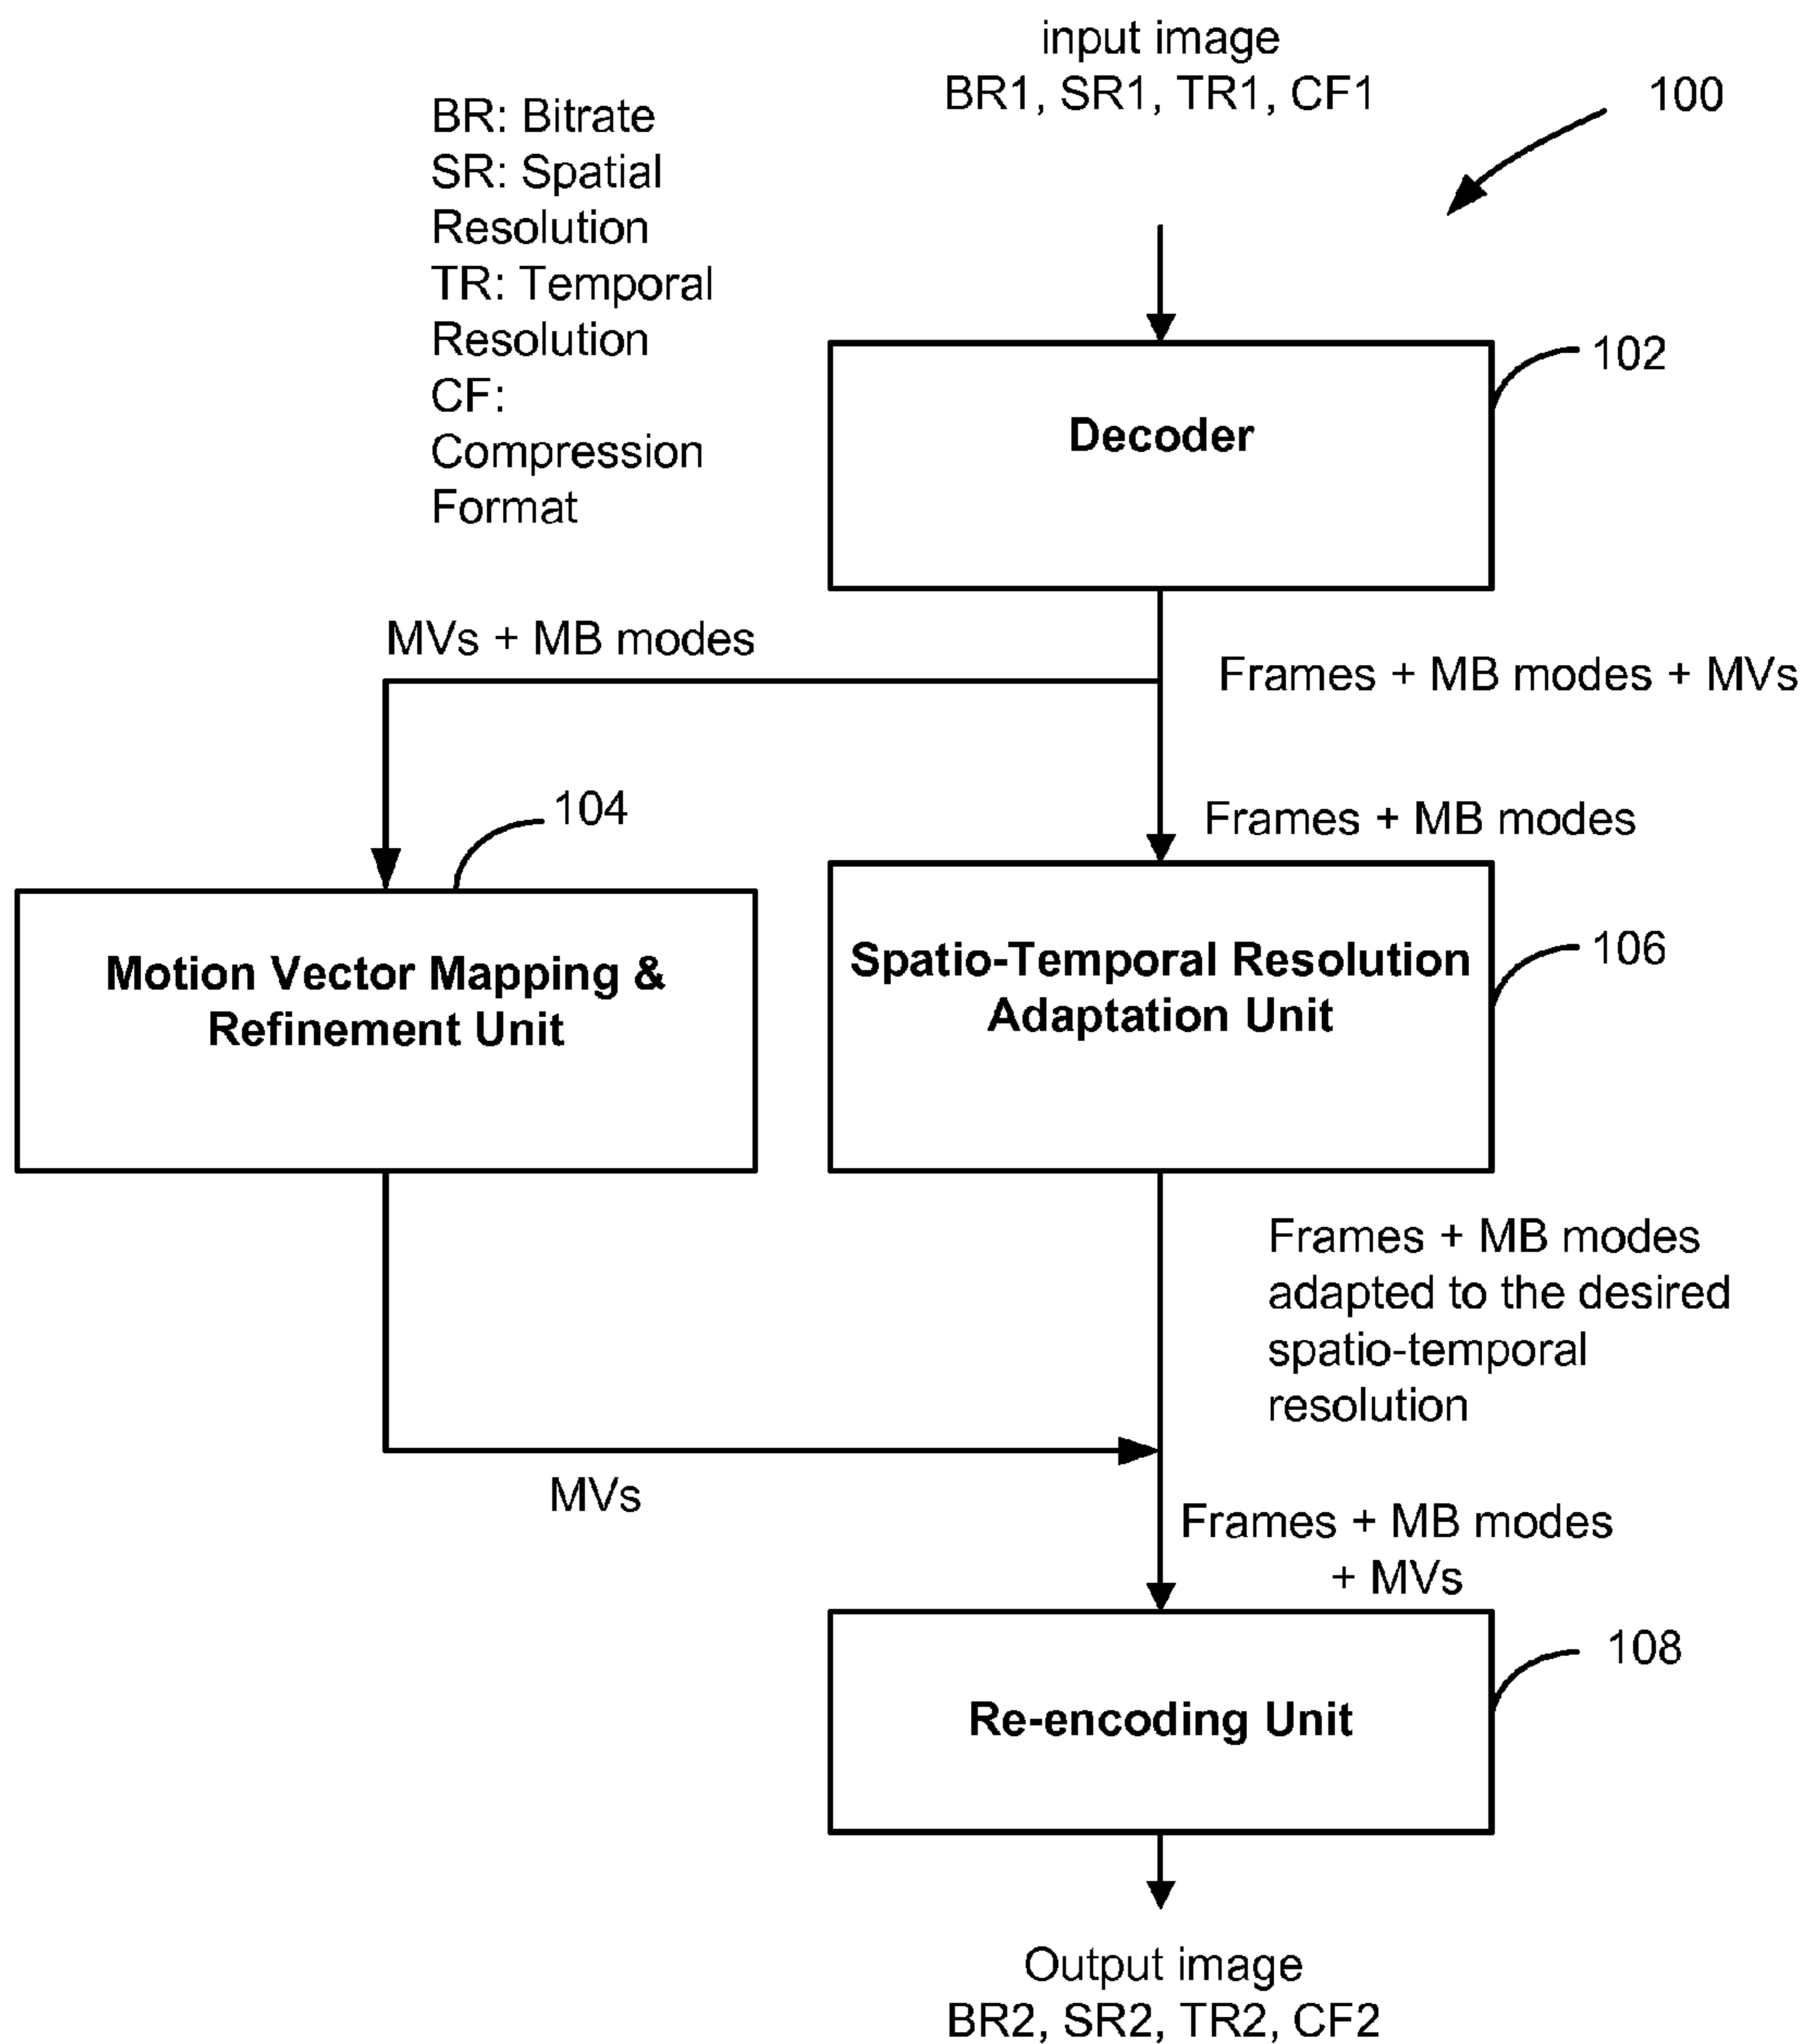 input image
BR1, SR1, TR1, CF1
100
BR: Bitrate
SR: Spatial
Resolution
TR: Temporal
Resolution
CF:
Compression
Format
102
Decoder
MVs + MB modes
Frames + MB modes + MVs
104
Frames + MB modes
Motion Vector Mapping &
Refinement Unit
Spatio-Temporal Resolution
Adaptation Unit
106
Frames + MB modes
adapted to the desired
spatio-temporal
resolution
MVs
Frames + MB modes
+ MVs
108
Re-encoding Unit
Output image
BR2, SR2, TR2, CF2